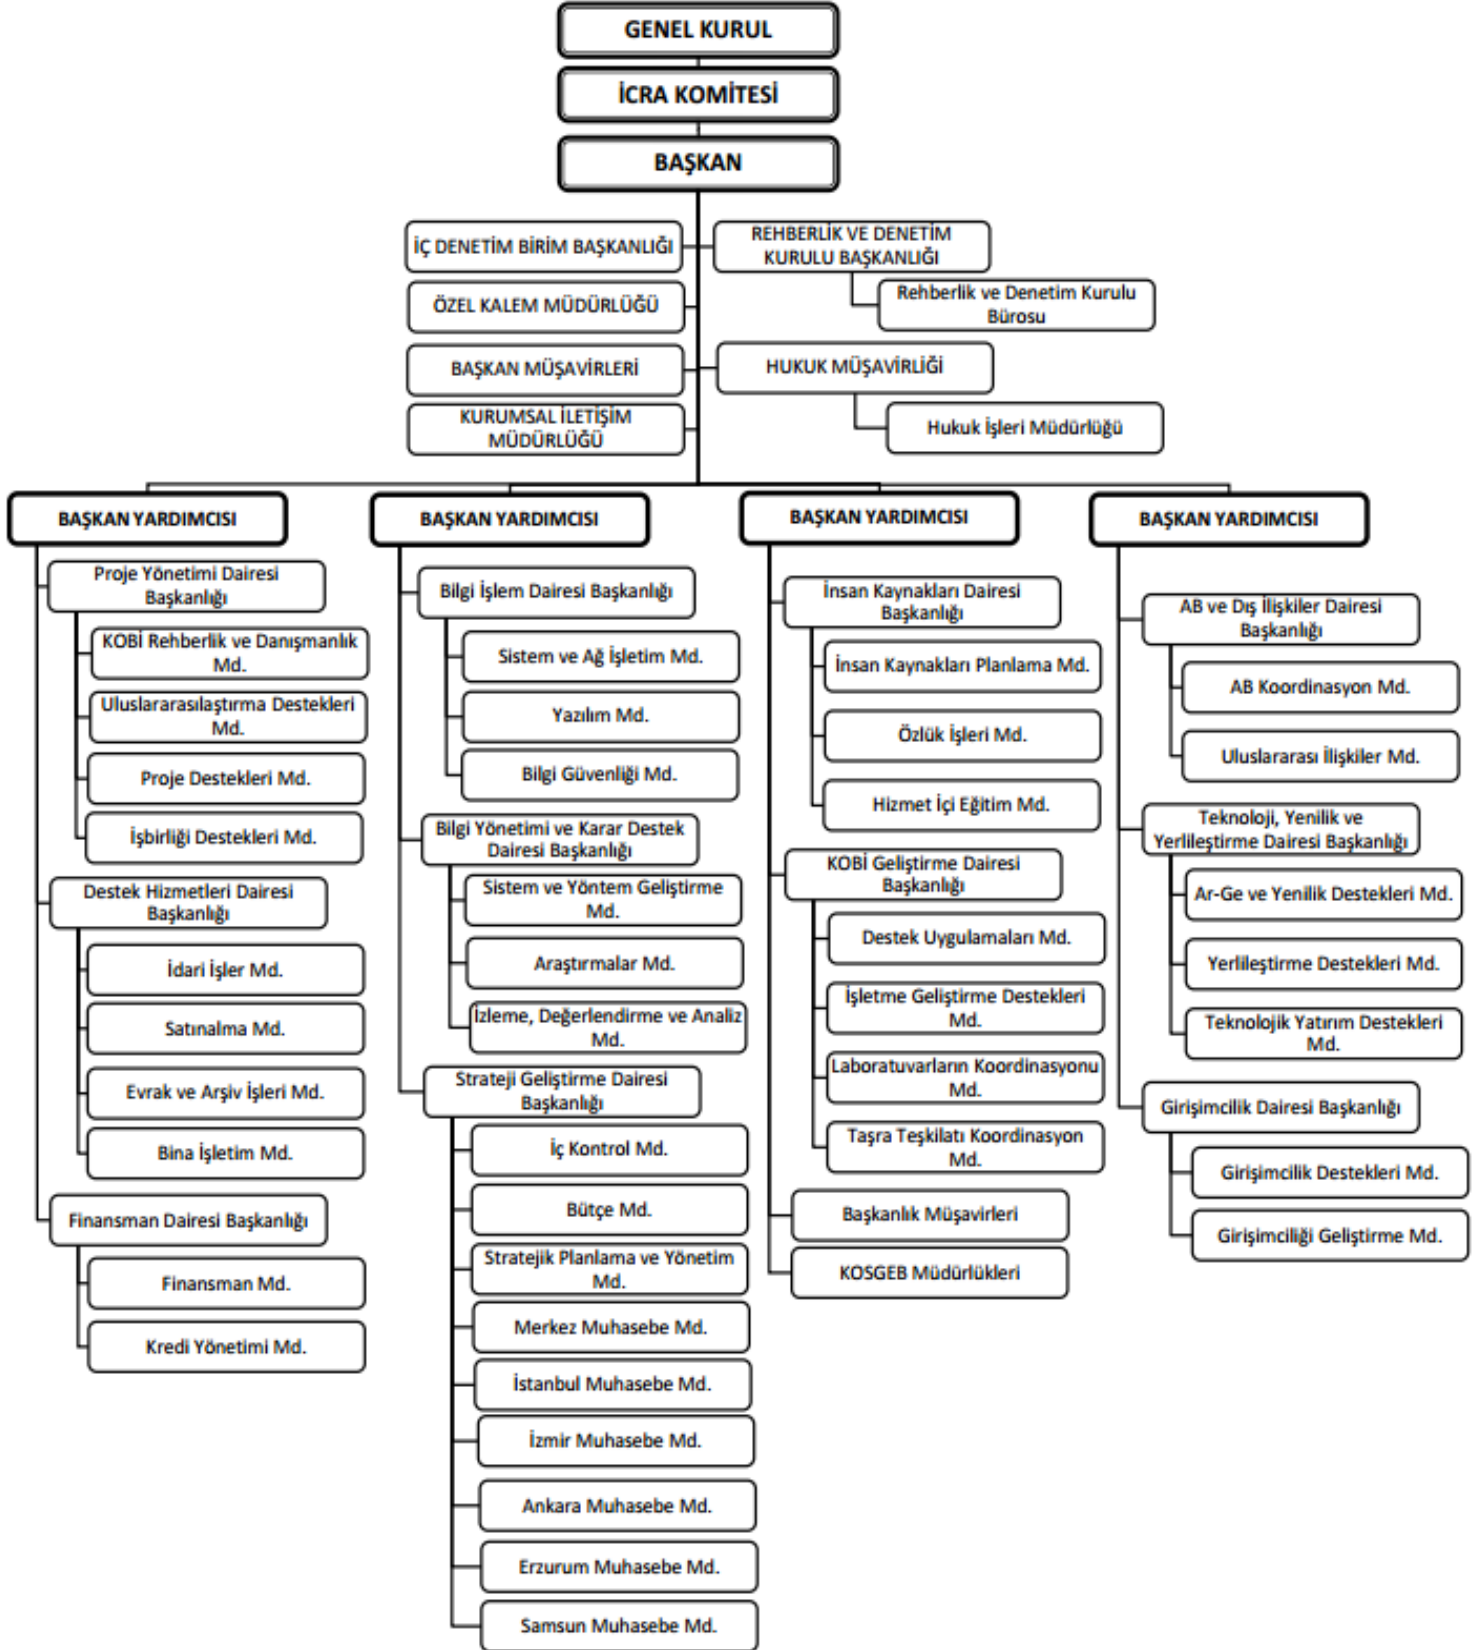 GENEL KURUL
İCRA KOMİTESİ
BAŞKAN
İÇ DENETİM BİRİM BAŞKANLIĞI
REHBERLİK VE DENETİM
KURULU BAŞKANLIĞI
Rehberlik ve Denetim Kurulu
Bürosu
ÖZEL KALEM MÜDÜRLÜĞÜ
BAŞKAN MÜŞAVİRLERİ
HUKUK MÜŞAVİRLİĞİ
KURUMSAL İLETİŞİM
MÜDÜRLÜĞÜ
Hukuk İşleri Müdürlüğü
BAŞKAN YARDIMCISI
Proje Yönetimi Dairesi
Başkanlığı
KOBİ Rehberlik ve Danışmanlık
Md.
Uluslararasılaştırma Destekleri
Md.
Proje Destekleri Md.
İşbirliği Destekleri Md.
Destek Hizmetleri Dairesi
Başkanlığı
İdari İşler Md.
Satınalma Md.
Evrak ve Arşiv İşleri Md.
Bina İşletim Md.
Finansman Dairesi Başkanlığı
Finansman Md.
Kredi Yönetimi Md.
BAŞKAN YARDIMCISI
Bilgi İşlem Dairesi Başkanlığı
Sistem ve Ağ İşletim Md.
Yazılım Md.
Bilgi Güvenliği Md.
Bilgi Yönetimi ve Karar Destek
Dairesi Başkanlığı
Sistem ve Yöntem Geliştirme
Md.
Araştırmalar Md.
İzleme, Değerlendirme ve Analiz
Md.
Strateji Geliştirme Dairesi
Başkanlığı
İç Kontrol Md.
Bütçe Md.
Stratejik Planlama ve Yönetim
Md.
Merkez Muhasebe Md.
İstanbul Muhasebe Md.
İzmir Muhasebe Md.
Ankara Muhasebe Md.
Erzurum Muhasebe Md.
Samsun Muhasebe Md.
BAŞKAN YARDIMCISI
İnsan Kaynakları Dairesi
Başkanlığı
İnsan Kaynakları Planlama Md.
Özlük İşleri Md.
Hizmet İçi Eğitim Md.
KOBİ Geliştirme Dairesi
Başkanlığı
Destek Uygulamaları Md.
İşletme Geliştirme Destekleri
Md.
Laboratuvarların Koordinasyonu
Md.
Taşra Teşkilatı Koordinasyon
Md.
Başkanlık Müşavirleri
KOSGEB Müdürlükleri
BAŞKAN YARDIMCISI
AB ve Dış İlişkiler Dairesi
Başkanlığı
AB Koordinasyon Md.
Uluslararası İlişkiler Md.
Teknoloji, Yenilik ve
Yerlileştirme Dairesi Başkanlığı
Ar-Ge ve Yenilik Destekleri Md.
Yerlileştirme Destekleri Md.
Teknolojik Yatırım Destekleri
Md.
Girişimcilik Dairesi Başkanlığı
Girişimcilik Destekleri Md.
Girişimciliği Geliştirme Md.